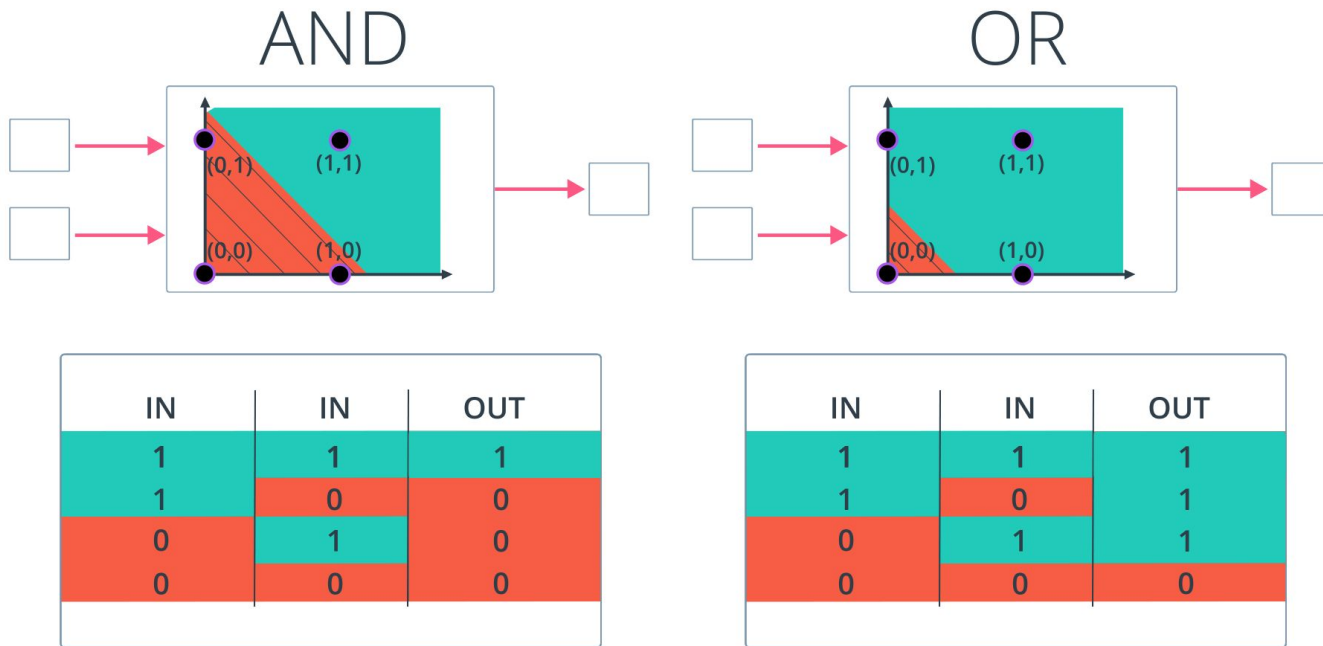 AND
(0,1)
(1,1)
(0,0)
(1,0)
IN IN OUT
1 1 1
1 0 0
0 1 0
0 0 0
OR
(0,1)
(1,1)
(0,0)
(1,0)
IN IN OUT
1 1 1
1 0 1
0 1 1
0 0 0